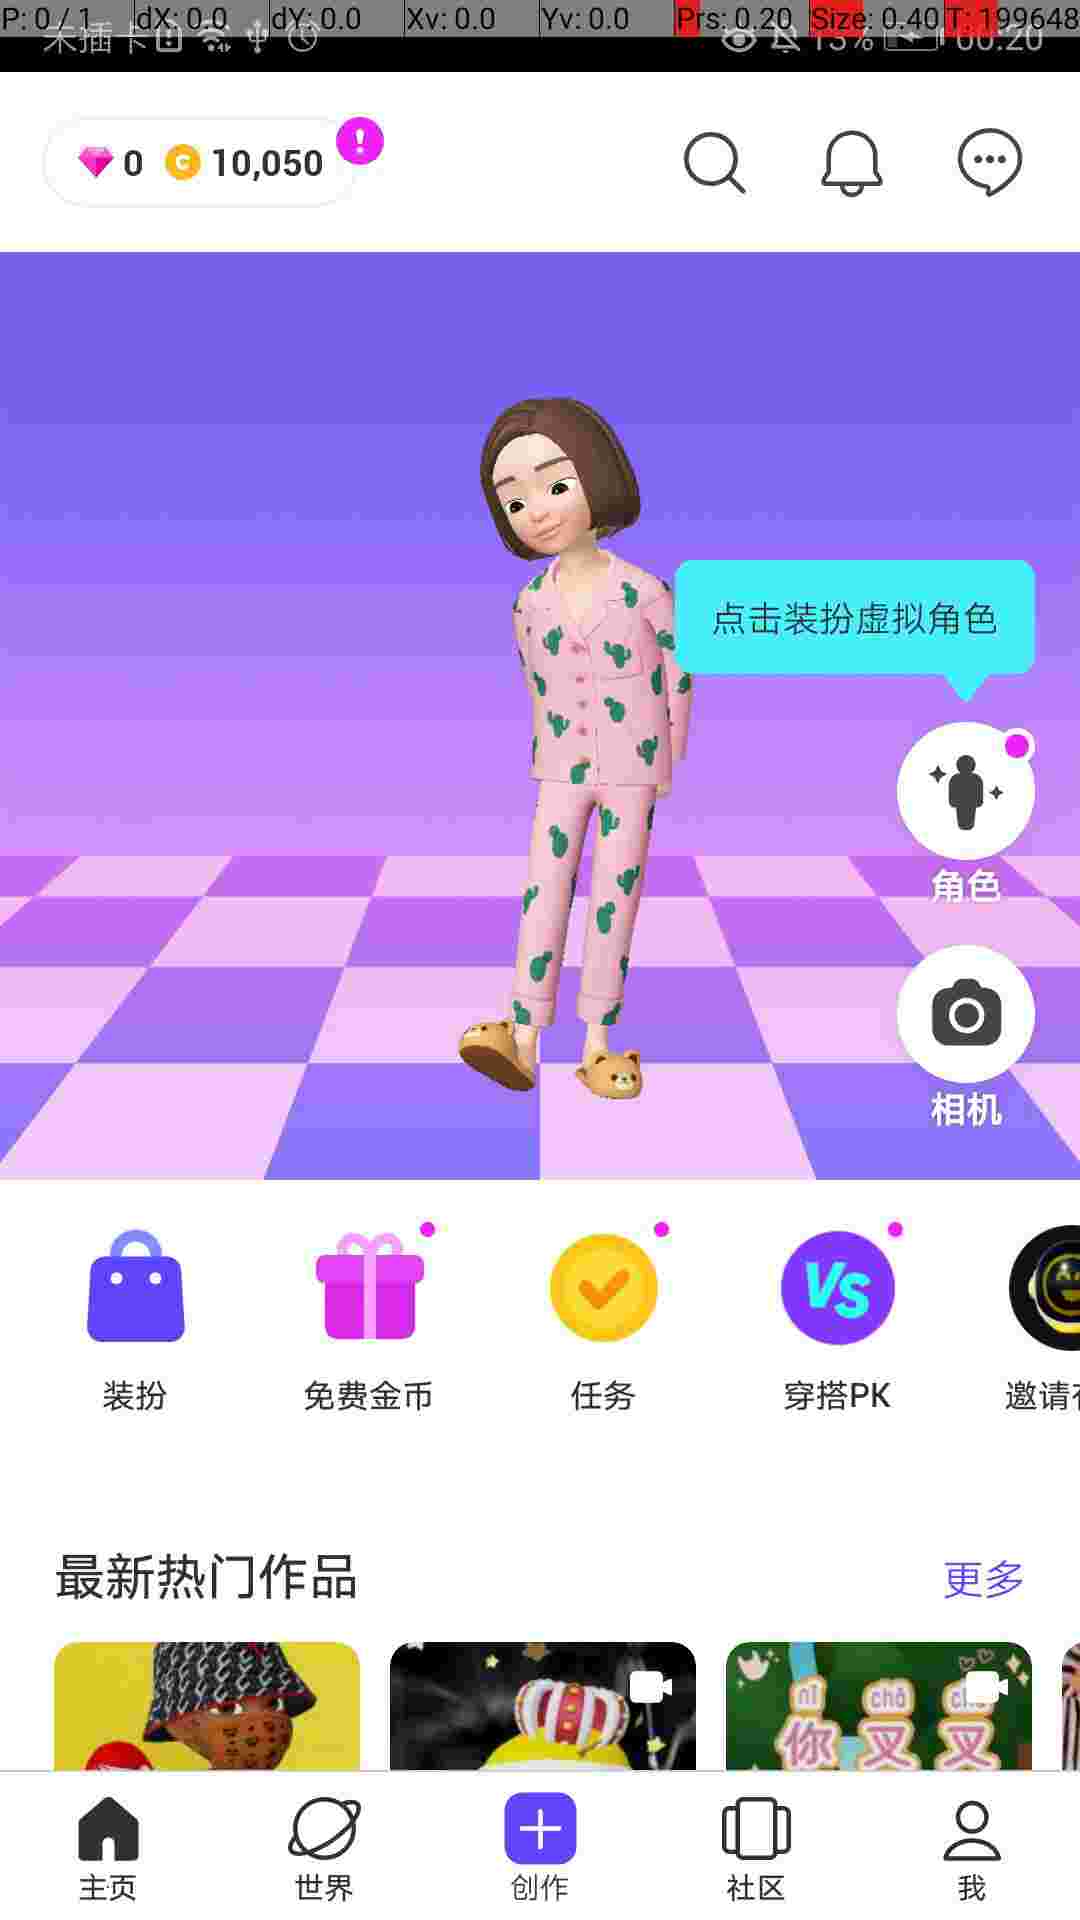 P: 0 / 1 dX: 0.0 dY: 0.0 Xv: 0.0 Yv: 0.0 Prs: 0.20 Size: 0.40 T: 199648
未插卡 13% 00:20
0 C 10,050 !
点击装扮虚拟角色
角色
相机
VS
装扮 免费金币 任务 穿搭PK 邀请
最新热门作品 更多
nǐ chā
你 叉 叉
主页 世界 创作 社区 我